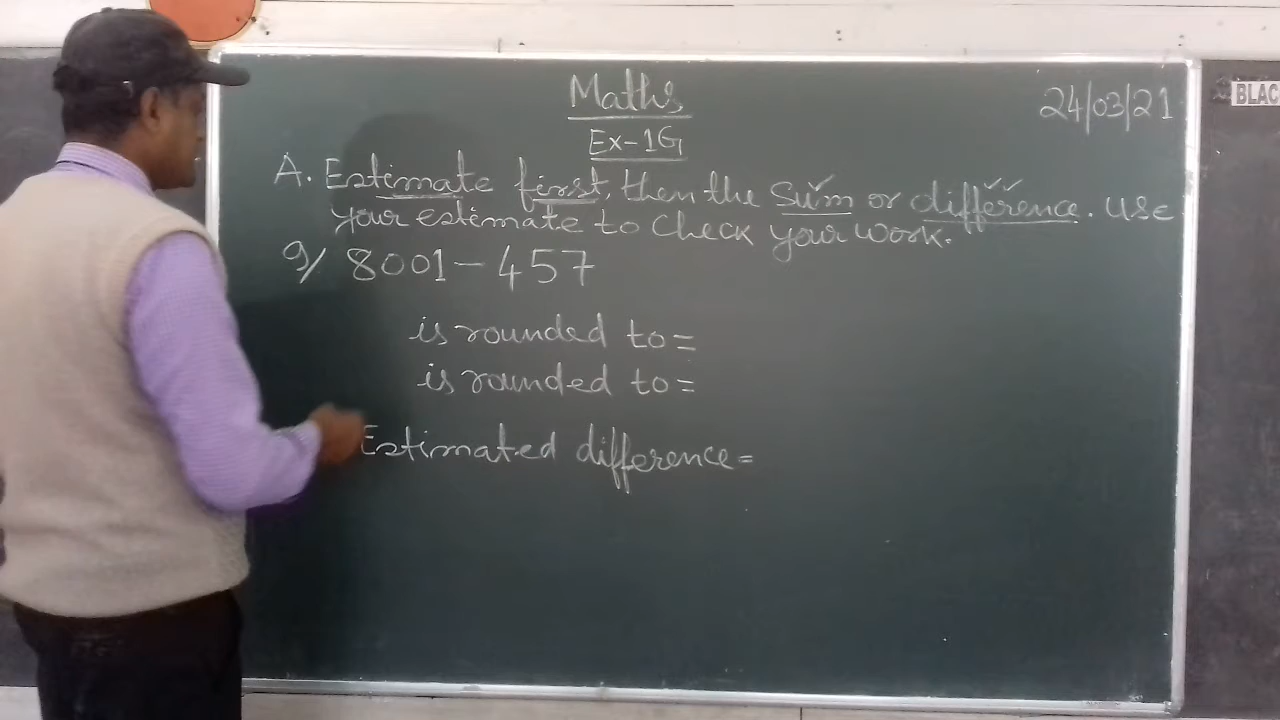 Maths
24/03/21
Ex-1G
A. Estimate first, then the Sum or difference. Use
your estimate to Check your work.
9/ 8001-457
is rounded to=
is rounded to=
Estimated difference=
BLAC